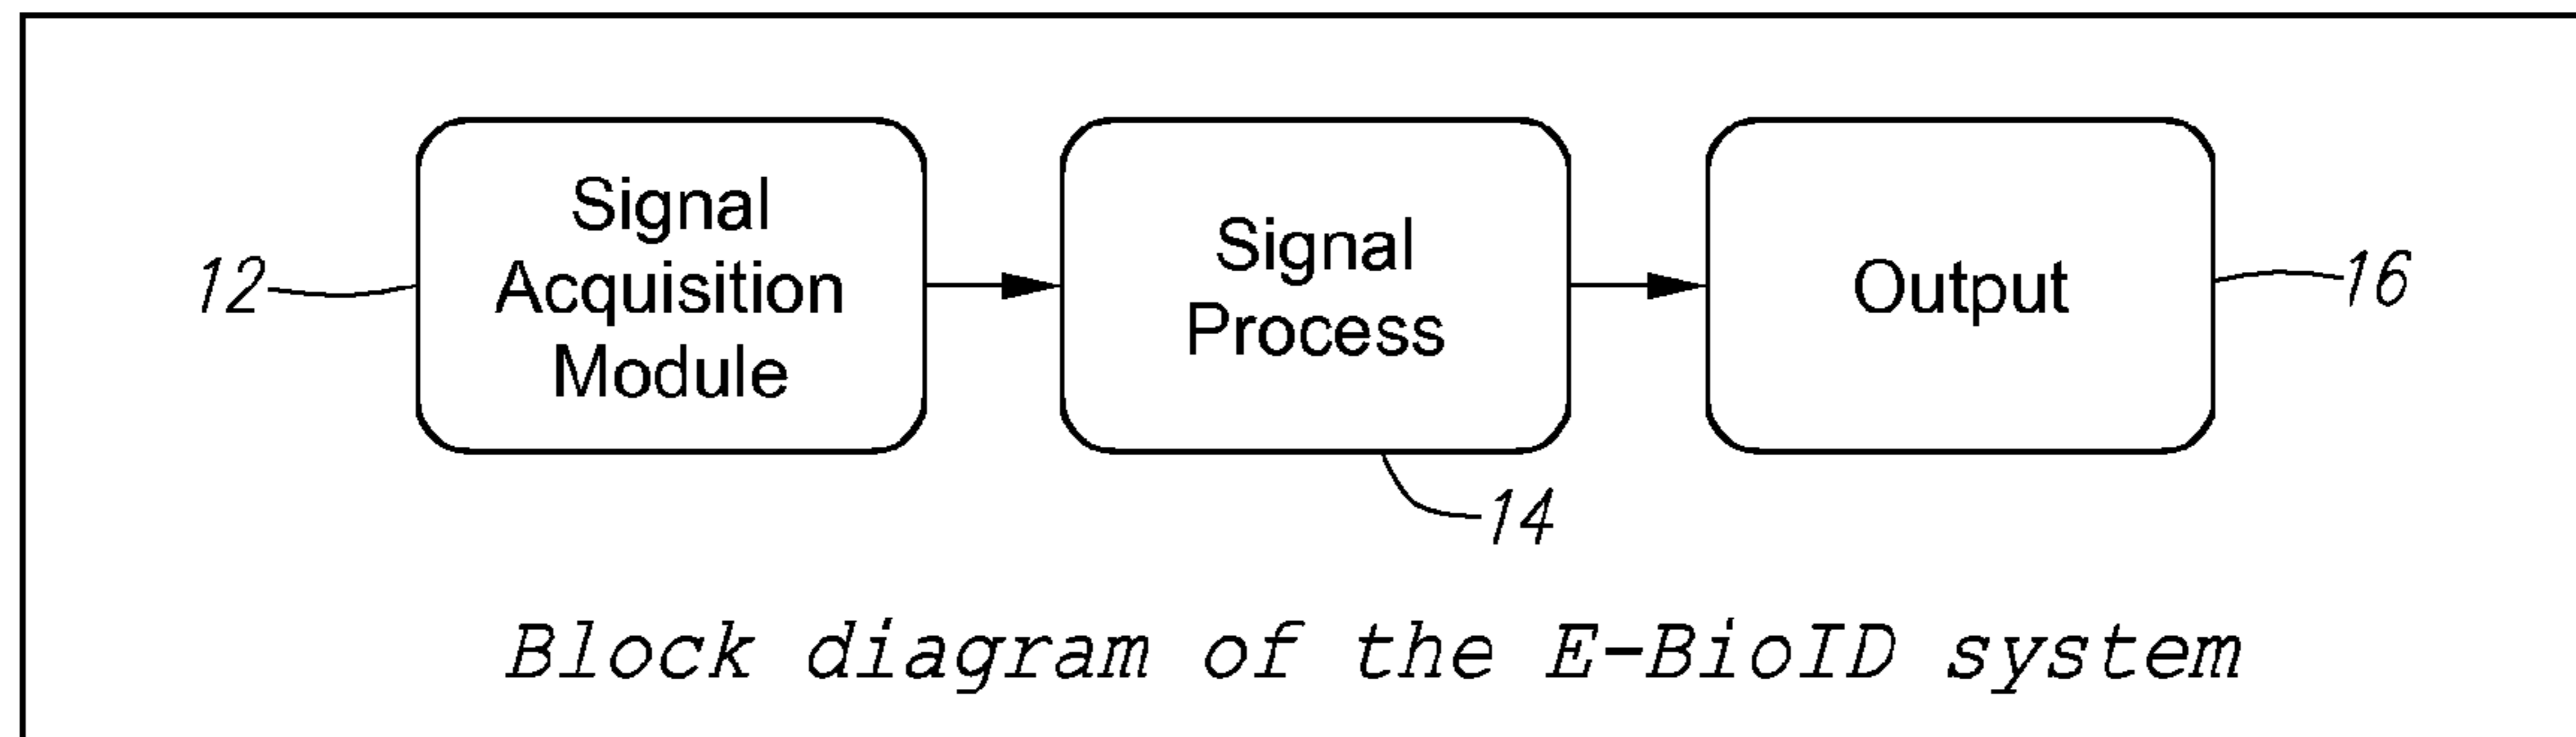 Signal
Acquisition
Module
12
Signal
Process
14
Output
16
Block diagram of the E-BioID system